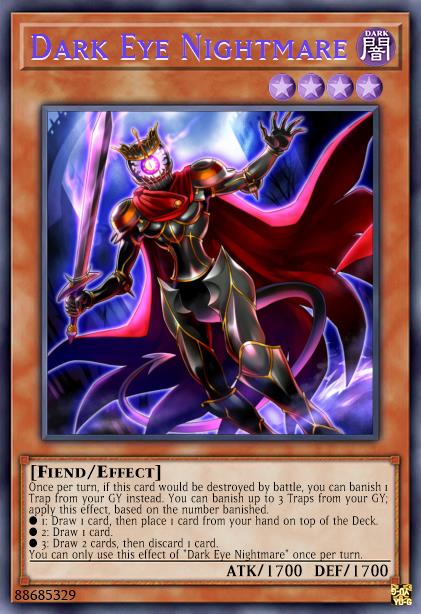 Dark Eye Nightmare
DARK
闇
[Fiend/Effect]
Once per turn, if this card would be destroyed by battle, you can banish 1
Trap from your GY instead. You can banish up to 3 Traps from your GY;
apply this effect, based on the number banished.
● 1: Draw 1 card, then place 1 card from your hand on top of the Deck.
● 2: Draw 1 card.
● 3: Draw 2 cards, then discard 1 card.
You can only use this effect of "Dark Eye Nightmare" once per turn.
ATK/1700 DEF/1700
88685329